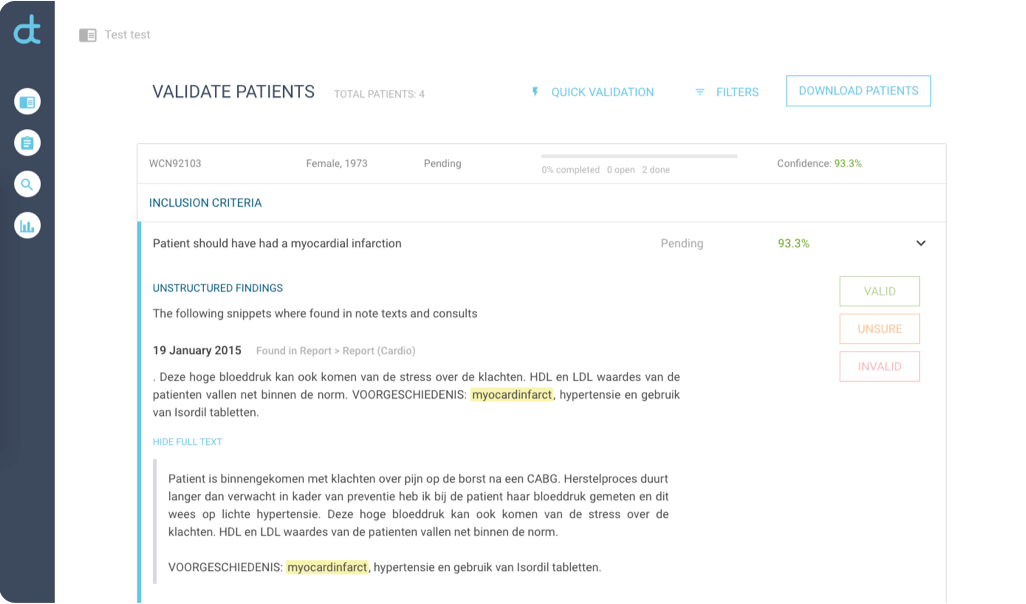 Test test
VALIDATE PATIENTS TOTAL PATIENTS: 4 QUICK VALIDATION FILTERS DOWNLOAD PATIENTS
WCN92103 Female, 1973 Pending 0% completed 0 open 2 done Confidence: 93.3%
INCLUSION CRITERIA
Patient should have had a myocardial infarction Pending 93.3%
UNSTRUCTURED FINDINGS
VALID
The following snippets where found in note texts and consults
UNSURE
19 January 2015 Found in Report > Report (Cardio)
INVALID
. Deze hoge bloeddruk kan ook komen van de stress over de klachten. HDL en LDL waardes van de
patienten vallen net binnen de norm. VOORGESCHIEDENIS: myocardinfarct, hypertensie en gebruik
van Isordil tabletten.
HIDE FULL TEXT
Patient is binnengekomen met klachten over pijn op de borst na een CABG. Herstelproces duurt
langer dan verwacht in kader van preventie heb ik bij de patient haar bloeddruk gemeten en dit
wees op lichte hypertensie. Deze hoge bloeddruk kan ook komen van de stress over de
klachten. HDL en LDL waardes van de patienten vallen net binnen de norm.
VOORGESCHIEDENIS: myocardinfarct, hypertensie en gebruik van Isordil tabletten.